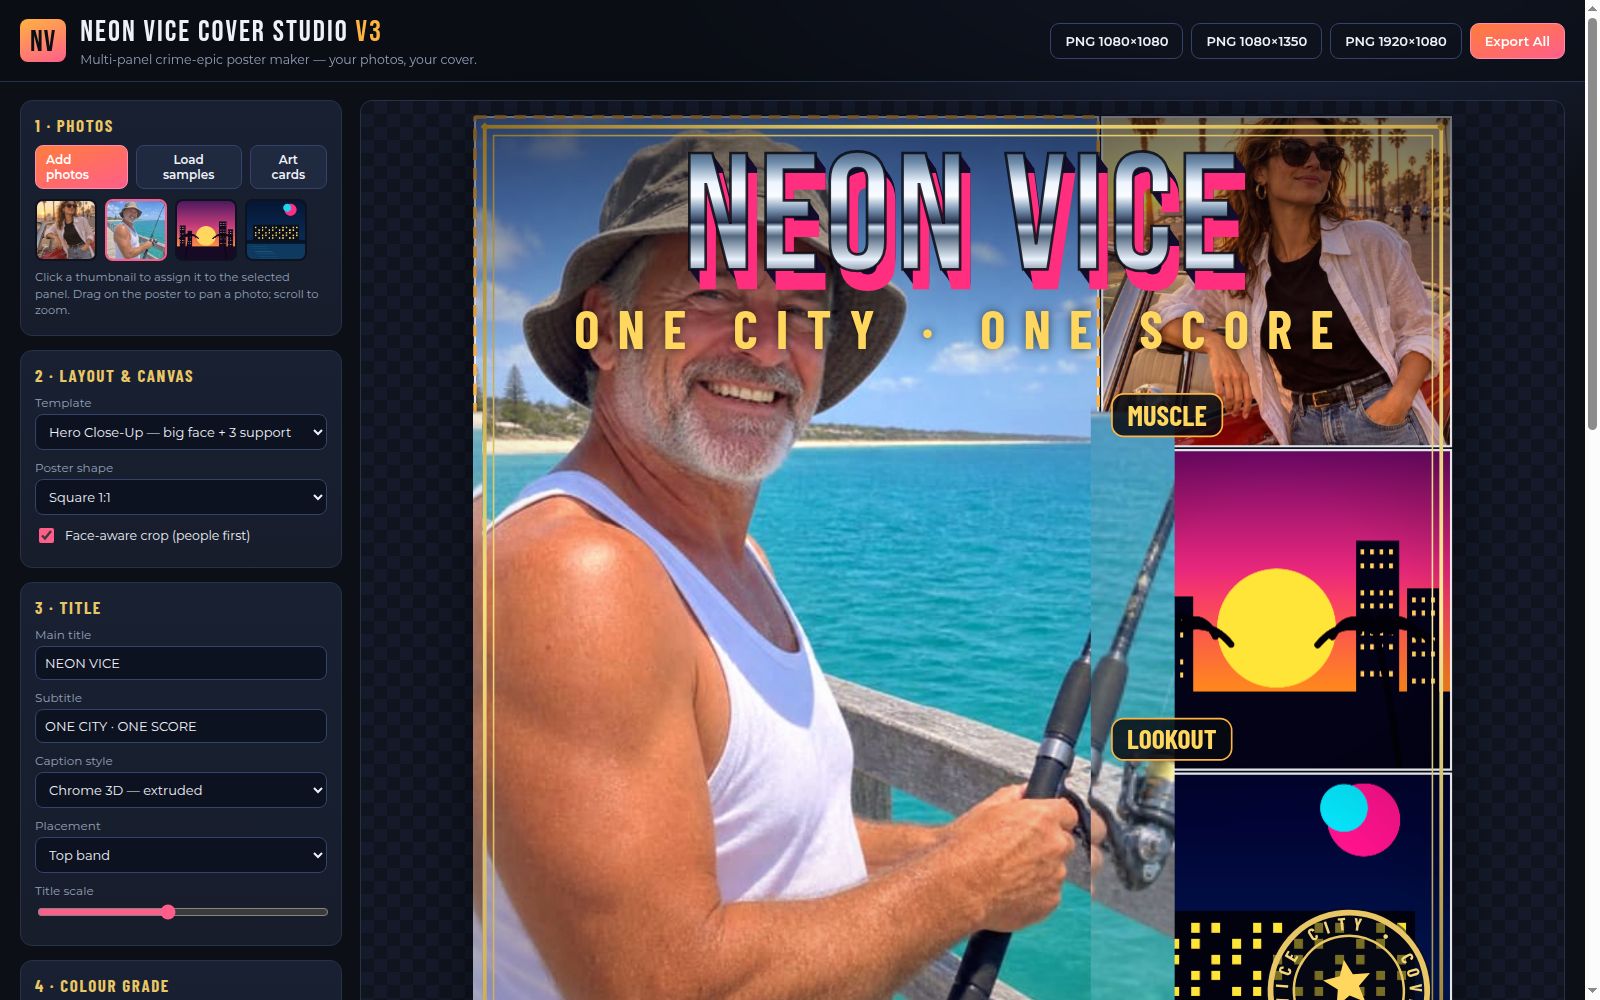 NV
NEON VICE COVER STUDIO V3
Multi-panel crime-epic poster maker — your photos, your cover.
PNG 1080×1080
PNG 1080×1350
PNG 1920×1080
Export All
1 · PHOTOS
Add photos
Load samples
Art cards
Click a thumbnail to assign it to the selected
panel. Drag on the poster to pan a photo; scroll to
zoom.
2 · LAYOUT & CANVAS
Template
Hero Close-Up — big face + 3 support
Poster shape
Square 1:1
Face-aware crop (people first)
3 · TITLE
Main title
NEON VICE
Subtitle
ONE CITY · ONE SCORE
Caption style
Chrome 3D — extruded
Placement
Top band
Title scale
4 · COLOUR GRADE
NEON VICE
ONE CITY · ONE SCORE
MUSCLE
LOOKOUT
VICE CITY · COV